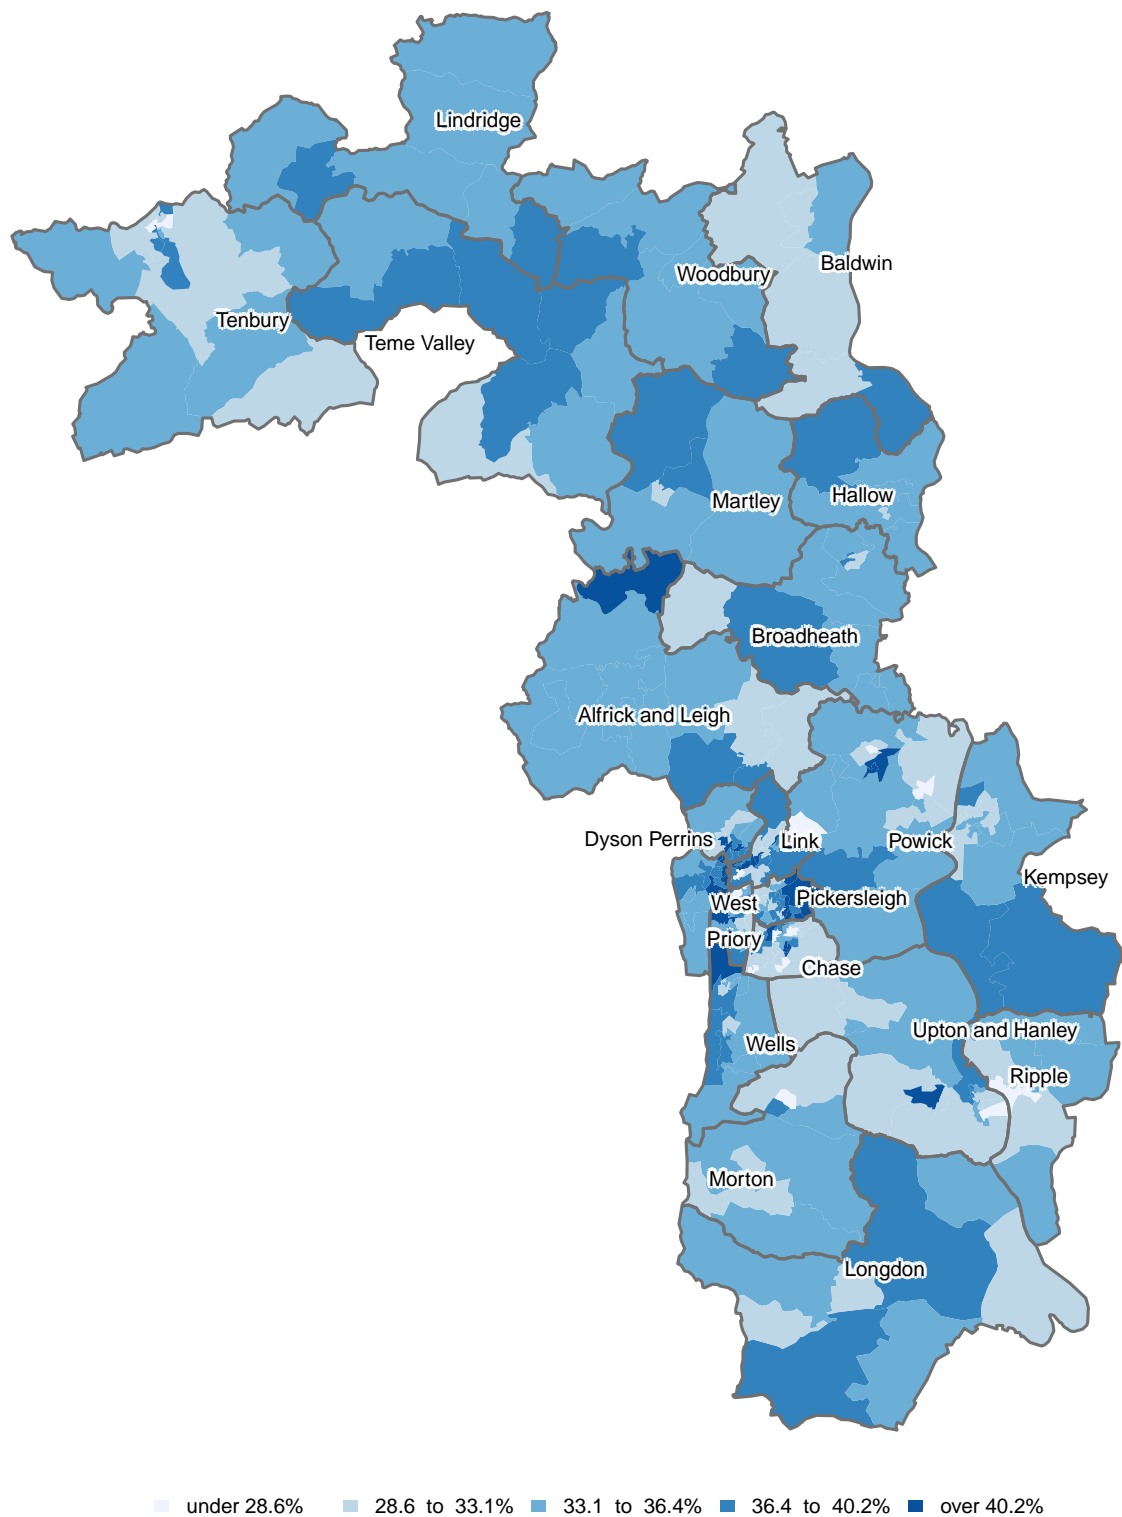 Lindridge
Baldwin
Woodbury
Tenbury
Teme Valley
Hallow
Martley
Broadheath
Alfrick and Leigh
Dyson Perrins
Link
Powick
Kempsey
West
Pickersleigh
Priory
Chase
Upton and Hanley
Wells
Ripple
Morton
Longdon
under 28.6%
28.6 to 33.1%
33.1 to 36.4%
36.4 to 40.2%
over 40.2%